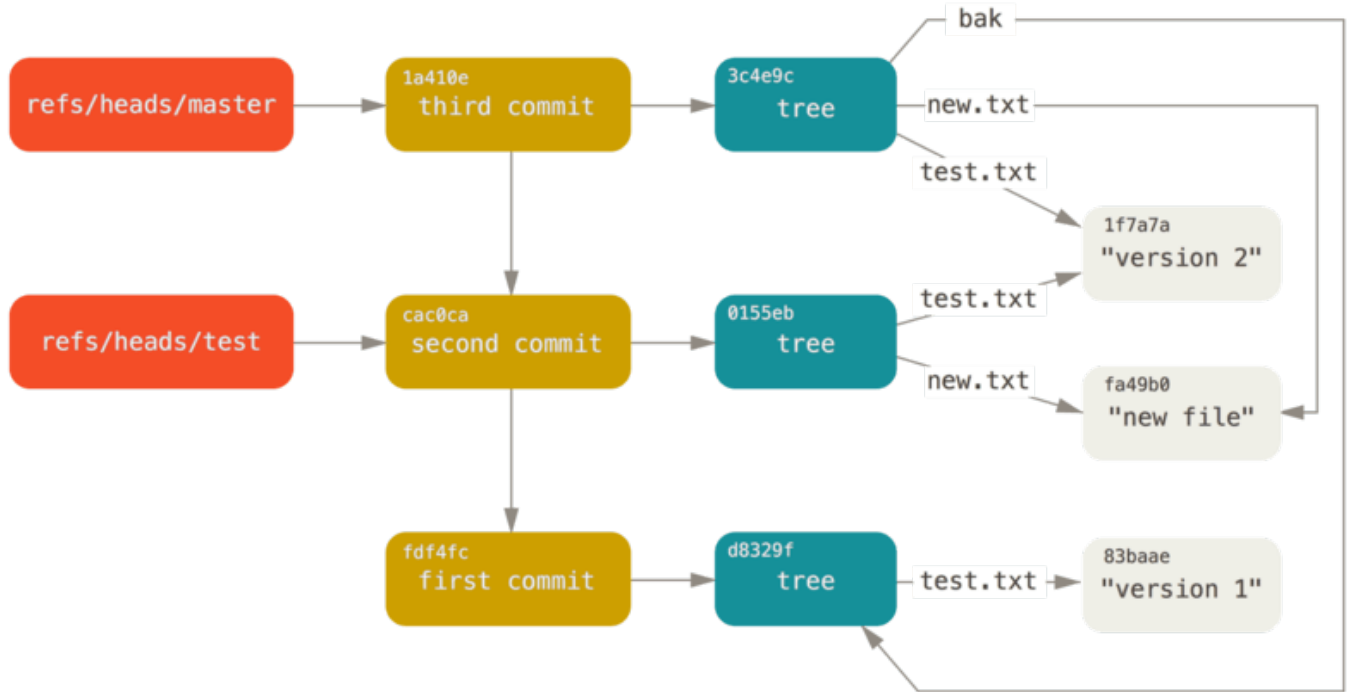 bak
1a410e
3c4e9c
refs/heads/master
third commit
tree
new.txt
test.txt
1f7a7a
"version 2"
test.txt
cac0ca
0155eb
refs/heads/test
second commit
tree
new.txt
fa49b0
"new file"
fdf4fc
d8329f
83baae
first commit
tree
test.txt
"version 1"